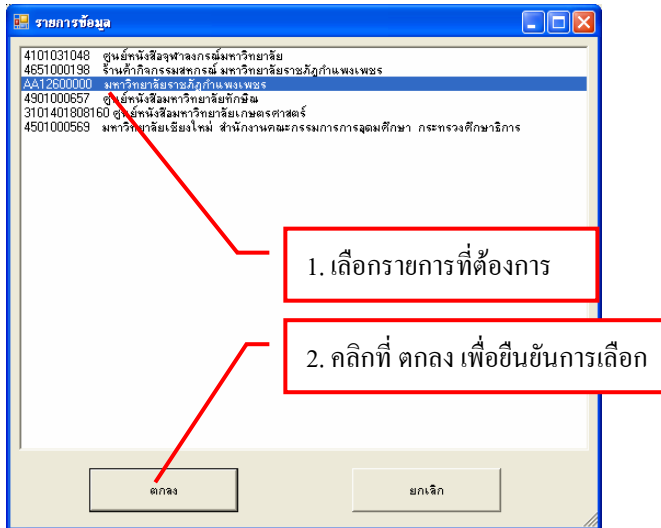 รายการข้อมูล
4101031048 ศูนย์หนังสือจุฬาลงกรณ์มหาวิทยาลัย
4651000198 ร้านค้ากิจกรรมสหกรณ์ มหาวิทยาลัยราชภัฏกำแพงเพชร
AA12600000 มหาวิทยาลัยราชภัฏกำแพงเพชร
4901000657 ศูนย์หนังสือมหาวิทยาลัยทักษิณ
3101401808160 ศูนย์หนังสือมหาวิทยาลัยเกษตรศาสตร์
4501000569 มหาวิทยาลัยเชียงใหม่ สำนักงานคณะกรรมการการอุดมศึกษา กระทรวงศึกษาธิการ
1. เลือกรายการที่ต้องการ
2. คลิกที่ ตกลง เพื่อยืนยันการเลือก
ตกลง
ยกเลิก